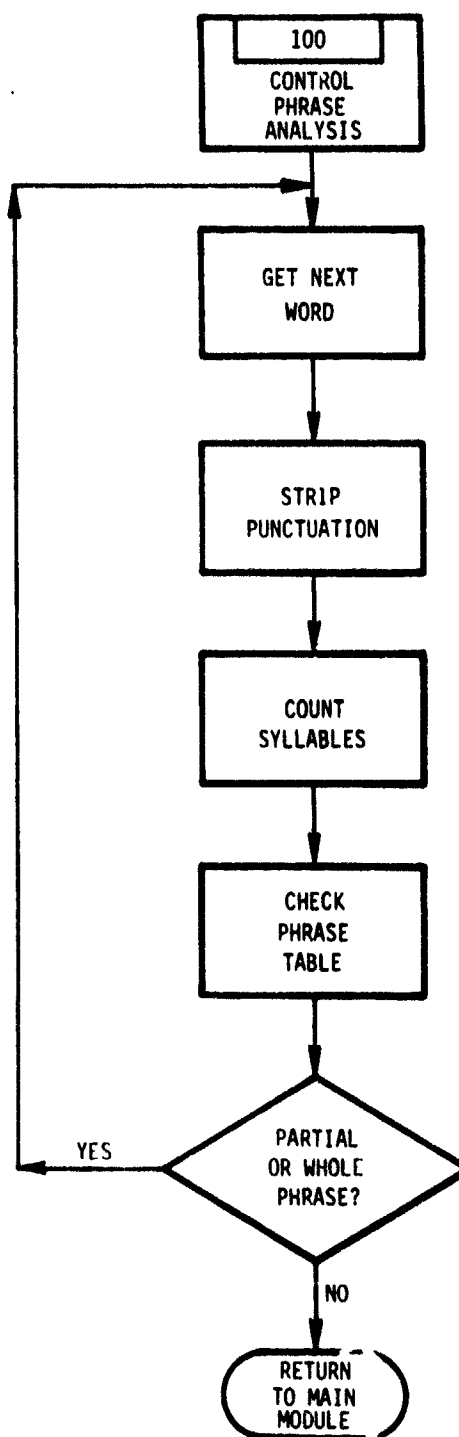 100
CONTROL
PHRASE
ANALYSIS
GET NEXT
WORD
STRIP
PUNCTUATION
COUNT
SYLLABLES
CHECK
PHRASE
TABLE
PARTIAL
OR WHOLE
PHRASE?
YES
NO
RETURN
TO MAIN
MODULE